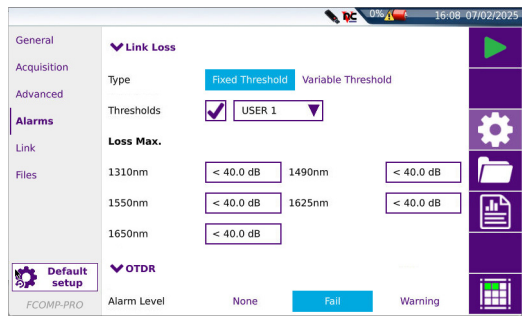 0% 16:08 07/02/2025
General
Acquisition
Advanced
Alarms
Link
Files
Default
setup
FCOMP-PRO
Link Loss
Type Fixed Threshold Variable Threshold
Thresholds USER 1
Loss Max.
1310nm < 40.0 dB 1490nm < 40.0 dB
1550nm < 40.0 dB 1625nm < 40.0 dB
1650nm < 40.0 dB
OTDR
Alarm Level None Fail Warning